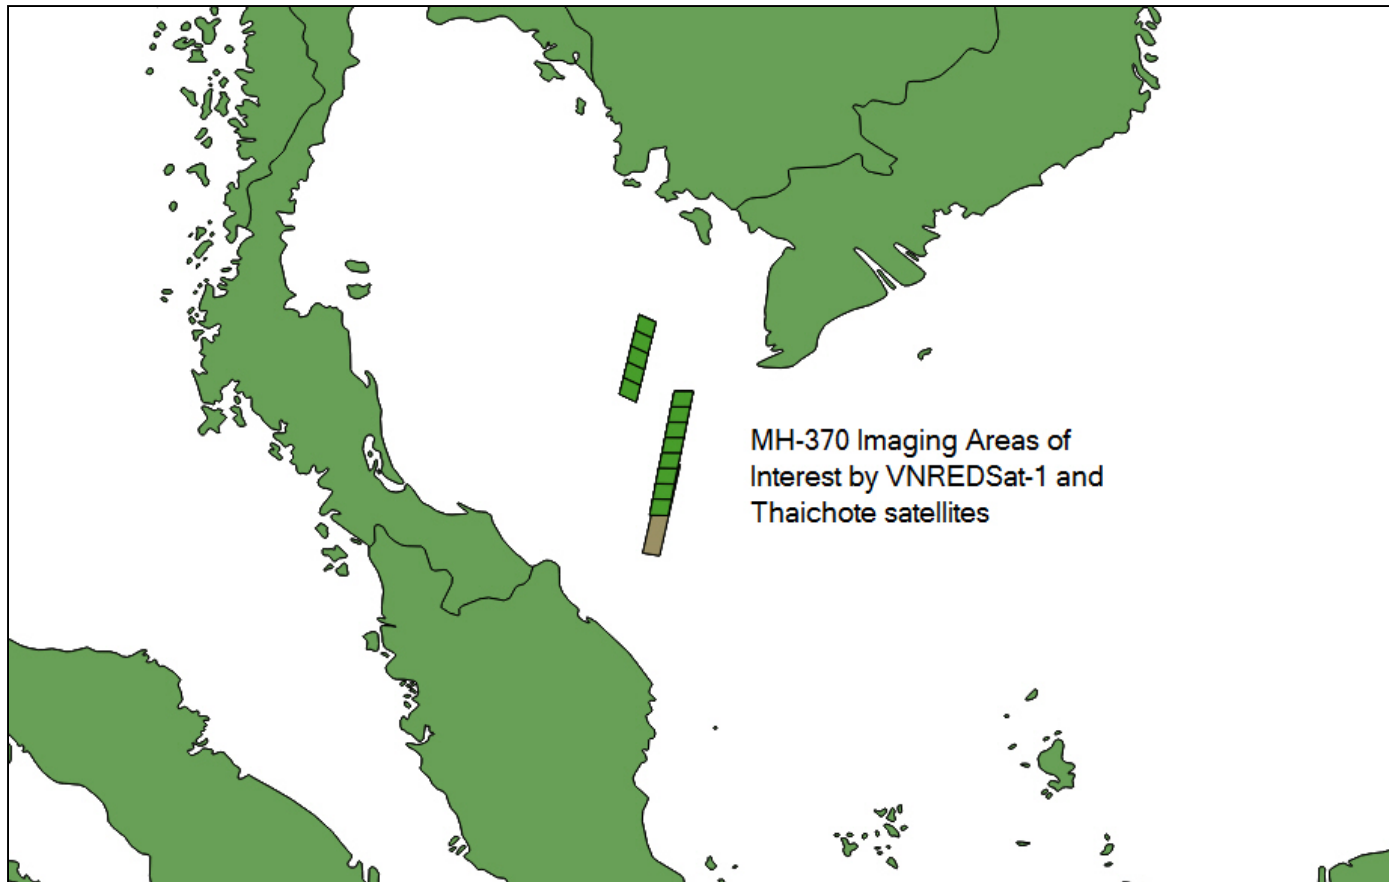 MH-370 Imaging Areas of
Interest by VNREDSat-1 and
Thaichote satellites